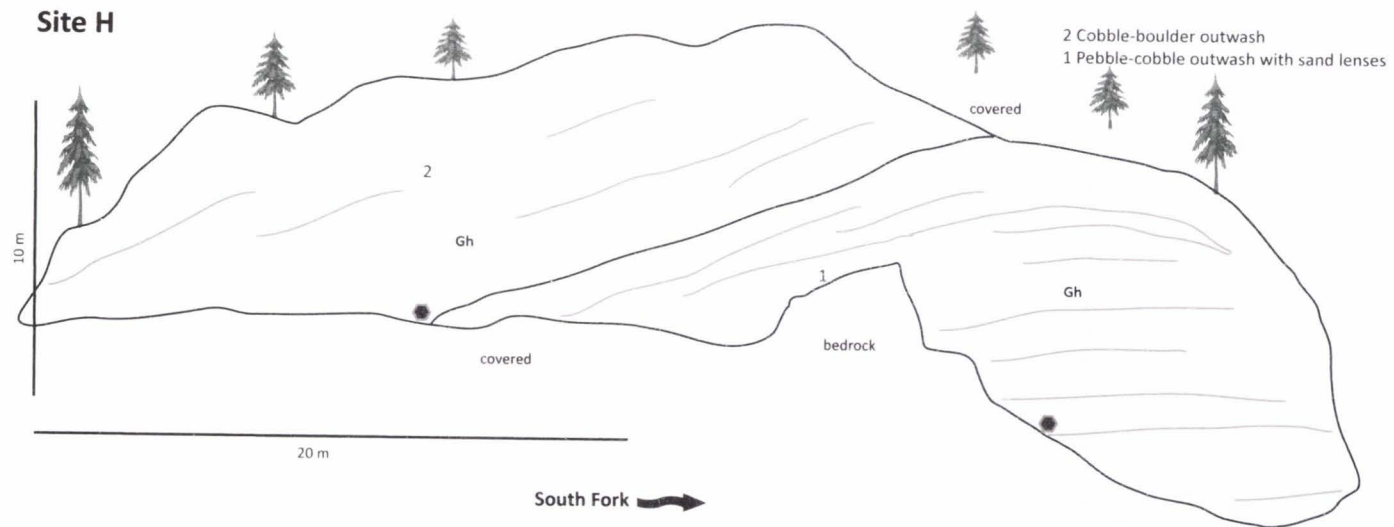 Site H
2 Cobble-boulder outwash
1 Pebble-cobble outwash with sand lenses
covered
2
10 m
Gh
1
Gh
bedrock
covered
20 m
South Fork